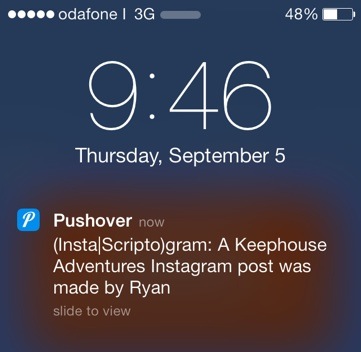 odafone I 3G 48%
9:46
Thursday, September 5
Pushover now
(Insta|Scripto)gram: A Keephouse
Adventures Instagram post was
made by Ryan
slide to view